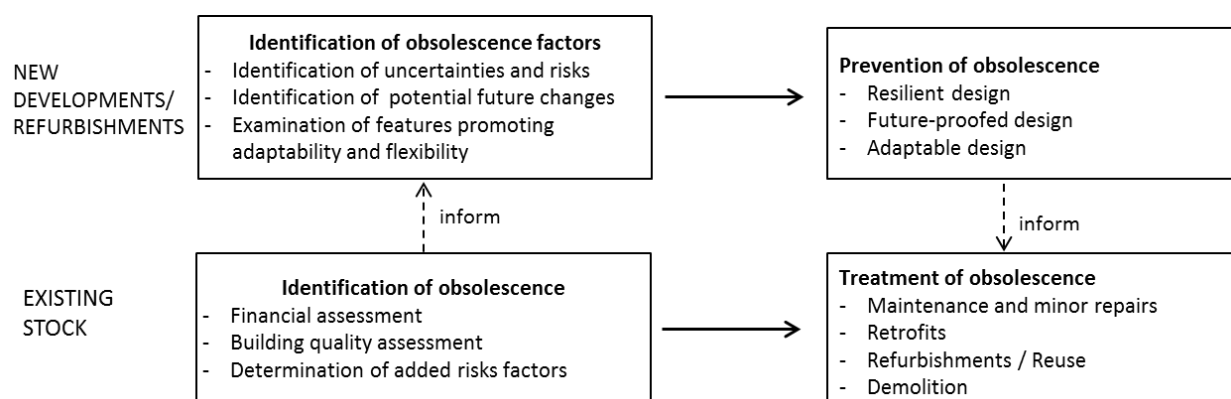 NEW
DEVELOPMENTS/
REFURBISHMENTS
Identification of obsolescence factors
- Identification of uncertainties and risks
- Identification of potential future changes
- Examination of features promoting
adaptability and flexibility
Prevention of obsolescence
- Resilient design
- Future-proofed design
- Adaptable design
inform
inform
EXISTING
STOCK
Identification of obsolescence
- Financial assessment
- Building quality assessment
- Determination of added risks factors
Treatment of obsolescence
- Maintenance and minor repairs
- Retrofits
- Refurbishments / Reuse
- Demolition